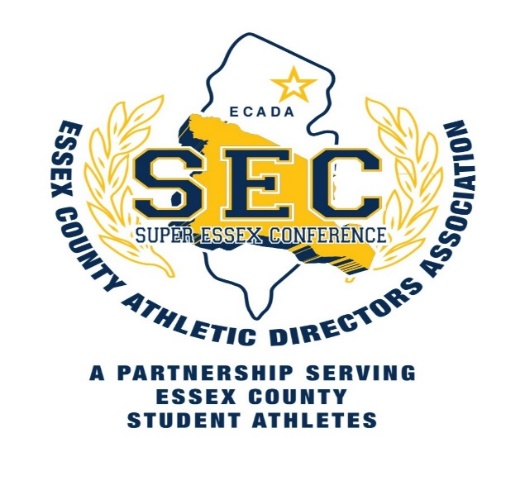 ECADA
SEC
SUPER ESSEX CONFERENCE
ESSEX COUNTY ATHLETIC DIRECTORS ASSOCIATION
A PARTNERSHIP SERVING
ESSEX COUNTY
STUDENT ATHLETES